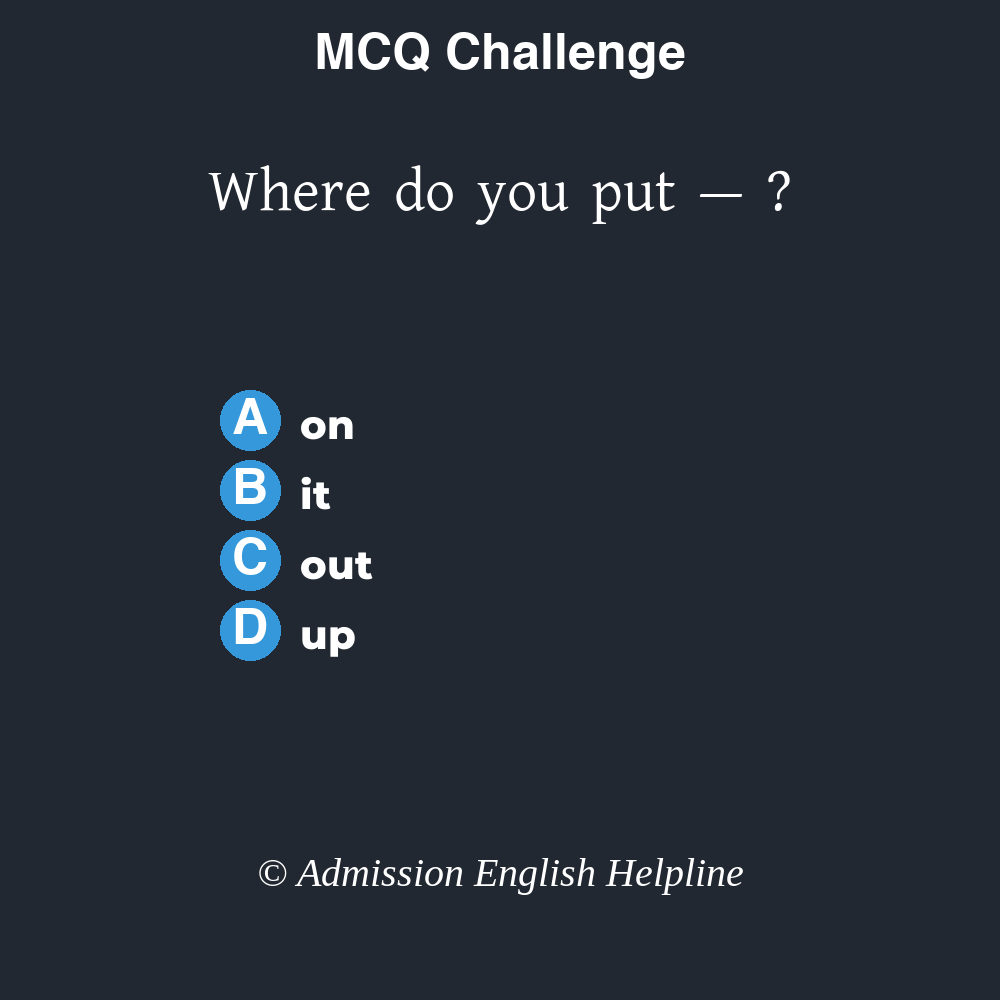 MCQ Challenge
Where do you put — ?
A on
B it
C out
D up
© Admission English Helpline